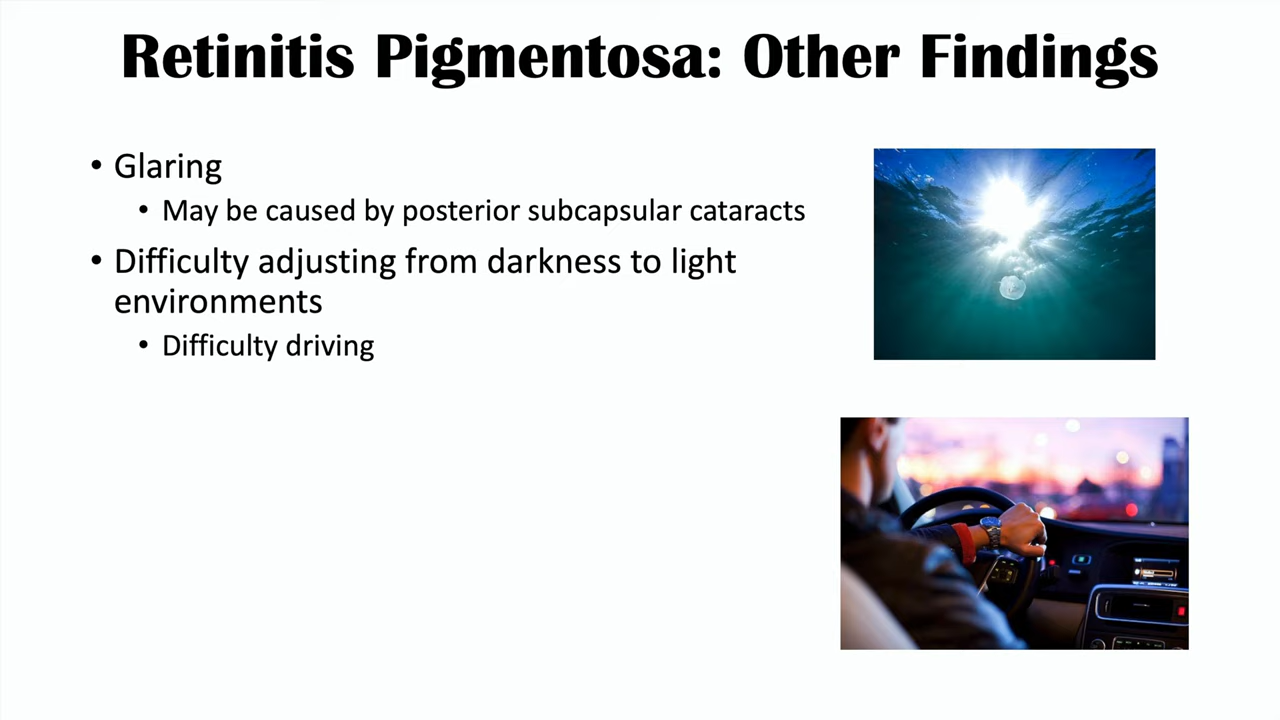 Retinitis Pigmentosa: Other Findings
• Glaring
• May be caused by posterior subcapsular cataracts
• Difficulty adjusting from darkness to light
environments
• Difficulty driving